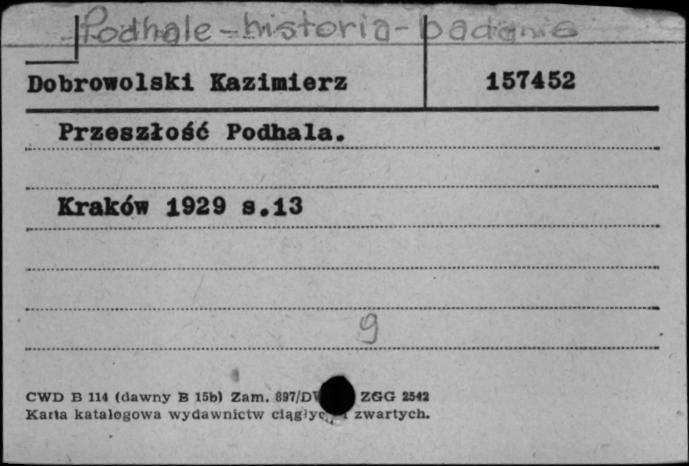 Podhale - historia - badania
Dobrowolski Kazimierz 157452
Przeszłość Podhala.
Kraków 1929 s.13
9
CWD B 114 (dawny B 15b) Zam. 897/D ZGG 2542
Karta katalogowa wydawnictw ciągłyc zwartych.